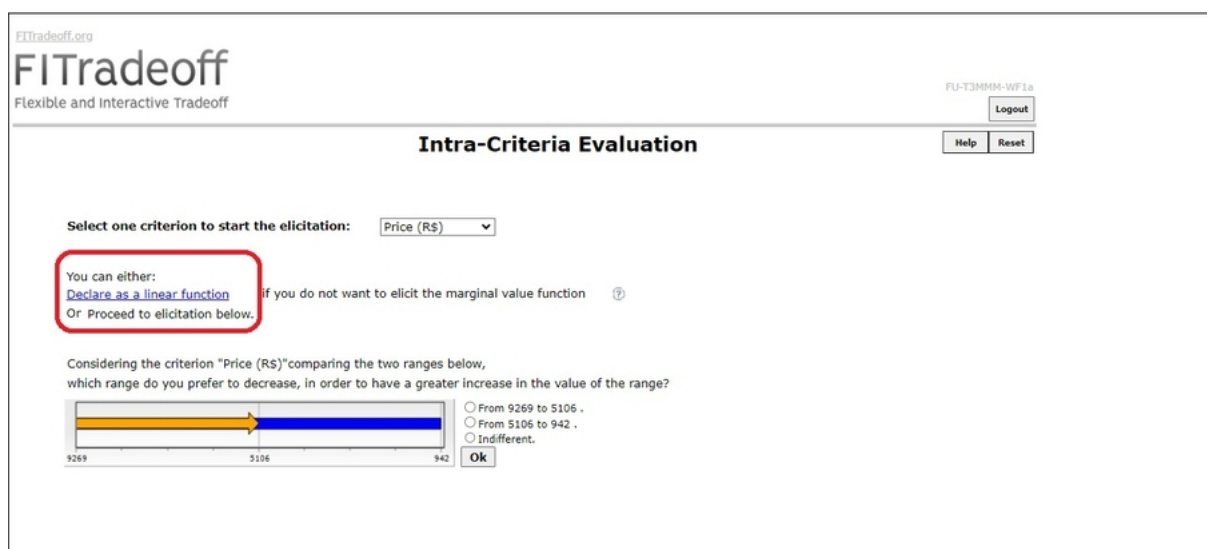 FITradeoff.org
FITradeoff
Flexible and Interactive Tradeoff
FU-T3MMM-WF1a
Logout
Intra-Criteria Evaluation
Help Reset
Select one criterion to start the elicitation: Price (R$)
You can either:
Declare as a linear function if you do not want to elicit the marginal value function ?
Or Proceed to elicitation below.
Considering the criterion "Price (R$)"comparing the two ranges below,
which range do you prefer to decrease, in order to have a greater increase in the value of the range?
From 9269 to 5106 .
From 5106 to 942 .
Indifferent.
9269 5106 942 Ok